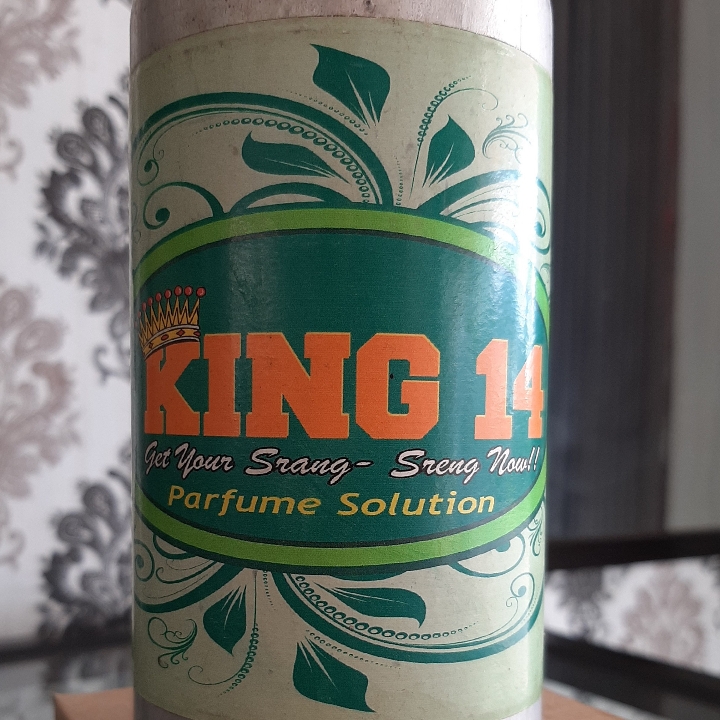 KING 14
Get Your Srang- Sreng Now!!
Parfume Solution